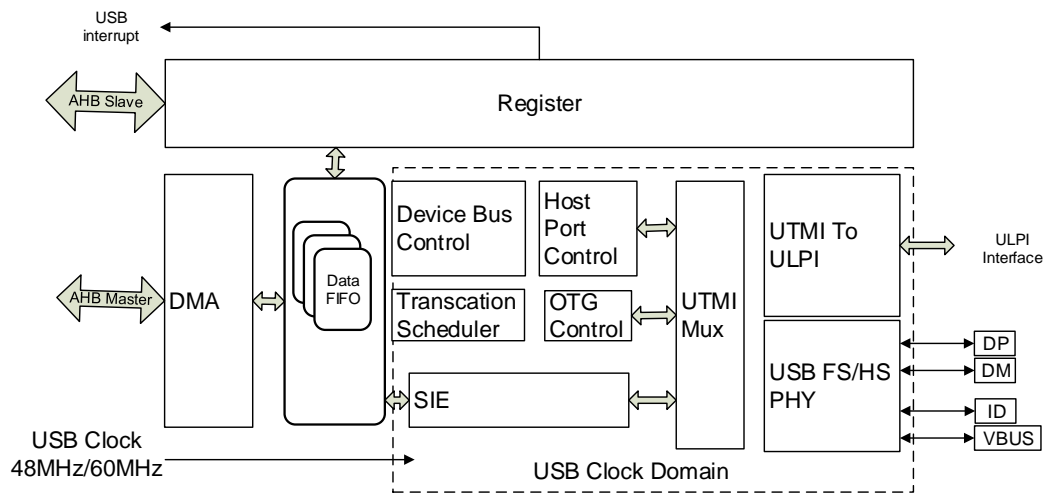 USB
interrupt
AHB Slave
Register
Device Bus
Control
Host
Port
Control
UTMI To
ULPI
ULPI
Interface
AHB Master
DMA
Data
FIFO
Transcation
Scheduler
OTG
Control
UTMI
Mux
USB FS/HS
PHY
DP
DM
ID
VBUS
SIE
USB Clock
48MHz/60MHz
USB Clock Domain